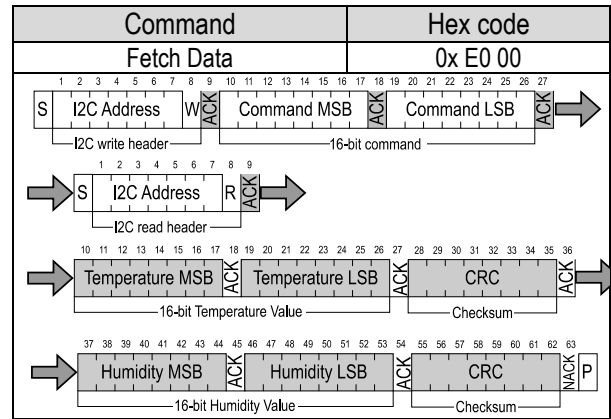 Command Hex code
Fetch Data 0x E0 00
1 2 3 4 5 6 7 8 9 10 11 12 13 14 15 16 17 18 19 20 21 22 23 24 25 26 27
S I2C Address W ACK Command MSB ACK Command LSB ACK
I2C write header 16-bit command
1 2 3 4 5 6 7 8 9
S I2C Address R ACK
I2C read header
10 11 12 13 14 15 16 17 18 19 20 21 22 23 24 25 26 27 28 29 30 31 32 33 34 35 36
Temperature MSB ACK Temperature LSB ACK CRC ACK
16-bit Temperature Value Checksum
37 38 39 40 41 42 43 44 45 46 47 48 49 50 51 52 53 54 55 56 57 58 59 60 61 62 63
Humidity MSB ACK Humidity LSB ACK CRC NACK P
16-bit Humidity Value Checksum